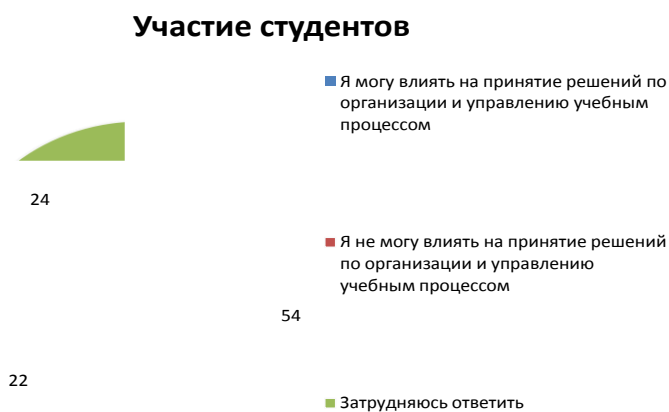 Участие студентов
Я могу влиять на принятие решений по
организации и управлению учебным
процессом
24
Я не могу влиять на принятие решений
по организации и управлению
учебным процессом
54
22
Затрудняюсь ответить